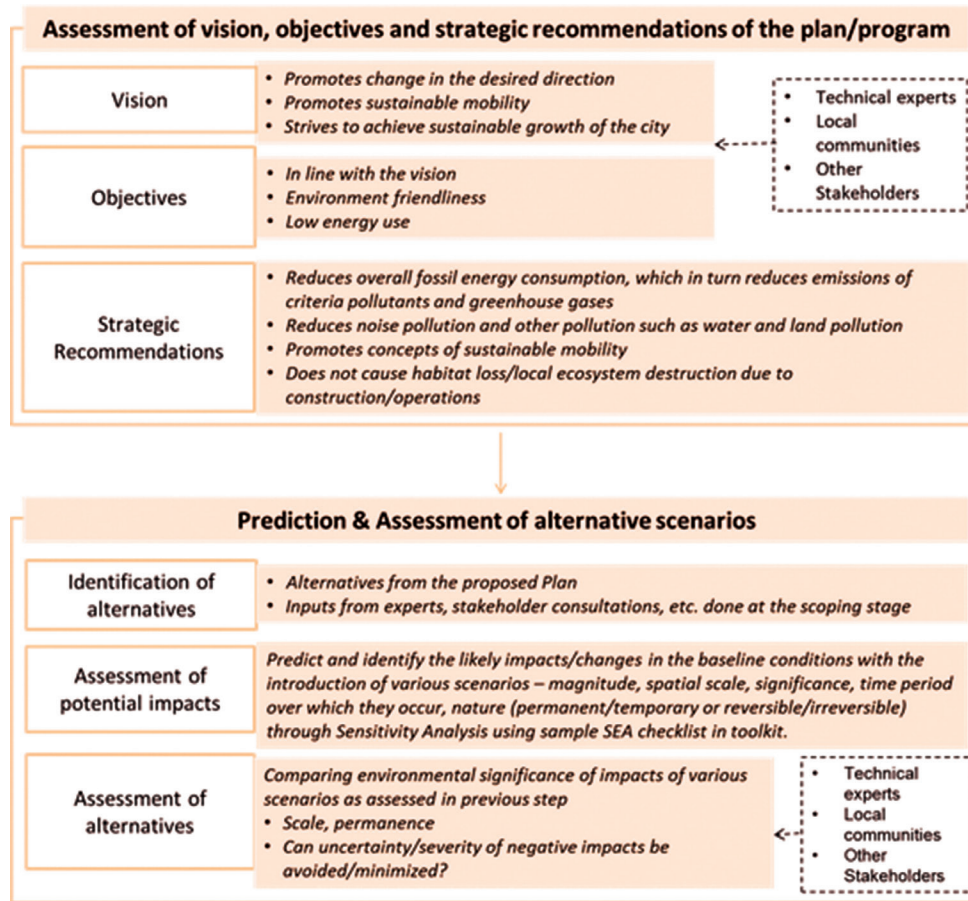 Assessment of vision, objectives and strategic recommendations of the plan/program
Vision
• Promotes change in the desired direction
• Promotes sustainable mobility
• Strives to achieve sustainable growth of the city
• Technical experts
• Local
communities
• Other
Stakeholders
Objectives
• In line with the vision
• Environment friendliness
• Low energy use
Strategic
Recommendations
• Reduces overall fossil energy consumption, which in turn reduces emissions of
criteria pollutants and greenhouse gases
• Reduces noise pollution and other pollution such as water and land pollution
• Promotes concepts of sustainable mobility
• Does not cause habitat loss/local ecosystem destruction due to
construction/operations
Prediction & Assessment of alternative scenarios
Identification of
alternatives
• Alternatives from the proposed Plan
• Inputs from experts, stakeholder consultations, etc. done at the scoping stage
Assessment of
potential impacts
Predict and identify the likely impacts/changes in the baseline conditions with the
introduction of various scenarios – magnitude, spatial scale, significance, time period
over which they occur, nature (permanent/temporary or reversible/irreversible)
through Sensitivity Analysis using sample SEA checklist in toolkit.
Assessment of
alternatives
Comparing environmental significance of impacts of various
scenarios as assessed in previous step
• Scale, permanence
• Can uncertainty/severity of negative impacts be
avoided/minimized?
• Technical
experts
• Local
communities
• Other
Stakeholders